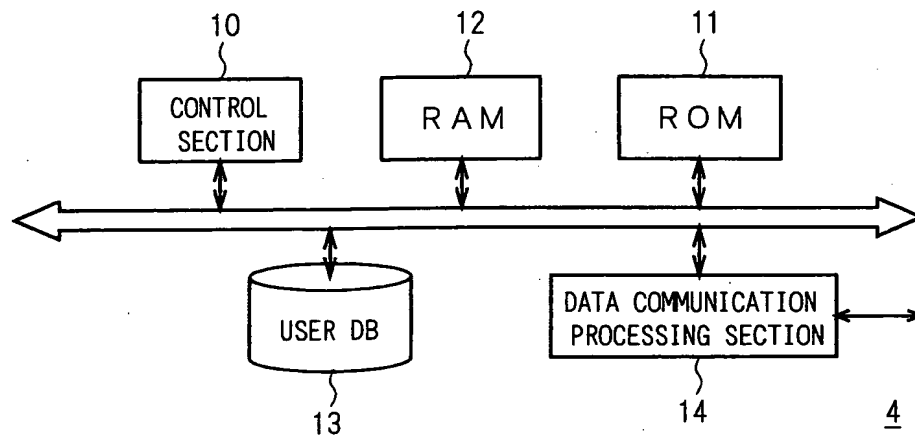 10
12
11
CONTROL
SECTION
RAM
ROM
USER DB
DATA COMMUNICATION
PROCESSING SECTION
13
14
4